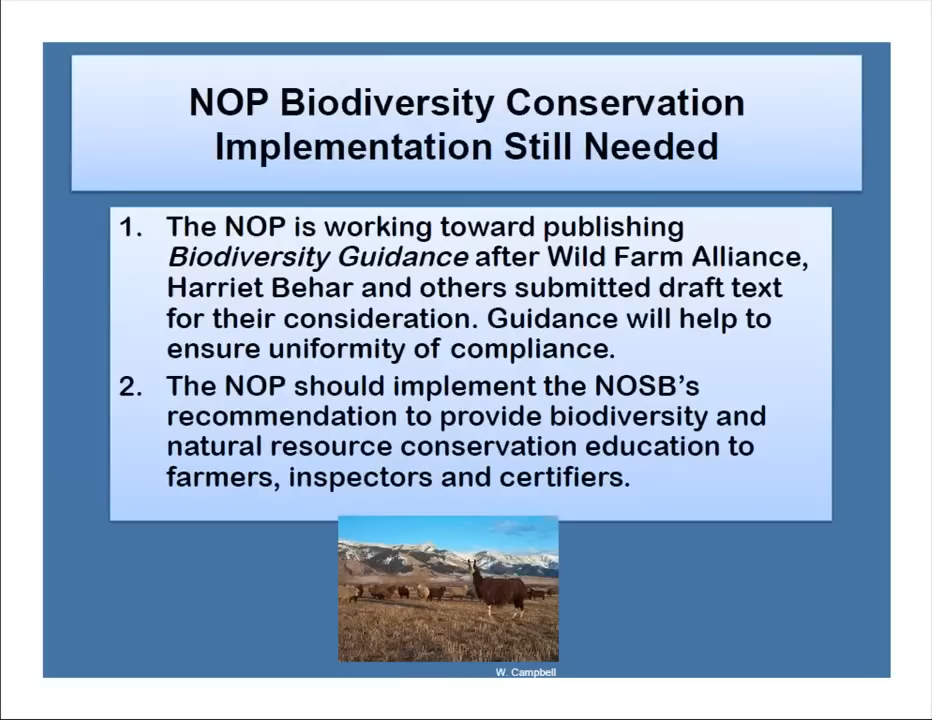 NOP Biodiversity Conservation
Implementation Still Needed
1. The NOP is working toward publishing
Biodiversity Guidance after Wild Farm Alliance,
Harriet Behar and others submitted draft text
for their consideration. Guidance will help to
ensure uniformity of compliance.
2. The NOP should implement the NOSB’s
recommendation to provide biodiversity and
natural resource conservation education to
farmers, inspectors and certifiers.
W. Campbell